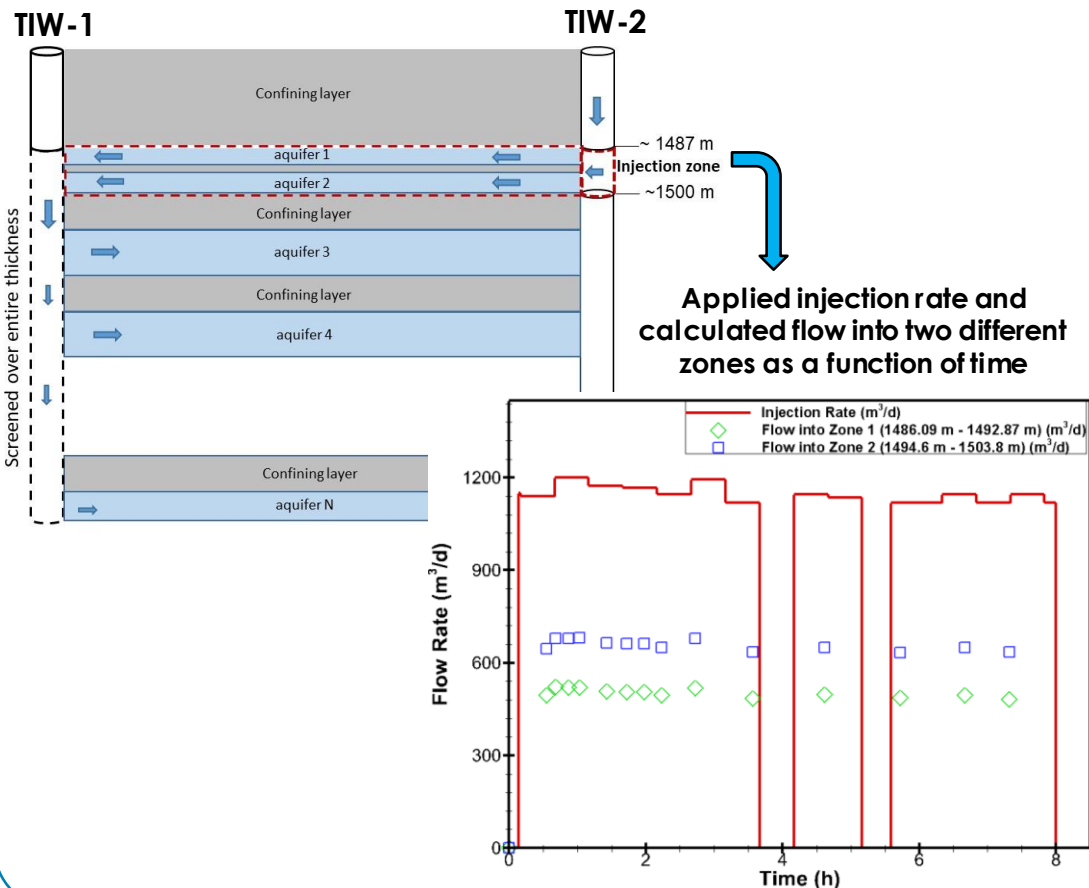 TIW-1
TIW-2
Confining layer
~ 1487 m
aquifer 1
Injection zone
aquifer 2
~1500 m
Confining layer
aquifer 3
Confining layer
aquifer 4
Confining layer
aquifer N
Screened over entire thickness
Applied injection rate and
calculated flow into two different
zones as a function of time
Injection Rate (m³/d)
Flow into Zone 1 (1486.09 m - 1492.87 m) (m³/d)
Flow into Zone 2 (1494.6 m - 1503.8 m) (m³/d)
Flow Rate (m³/d)
1200
900
600
300
0
0
2
4
6
8
Time (h)